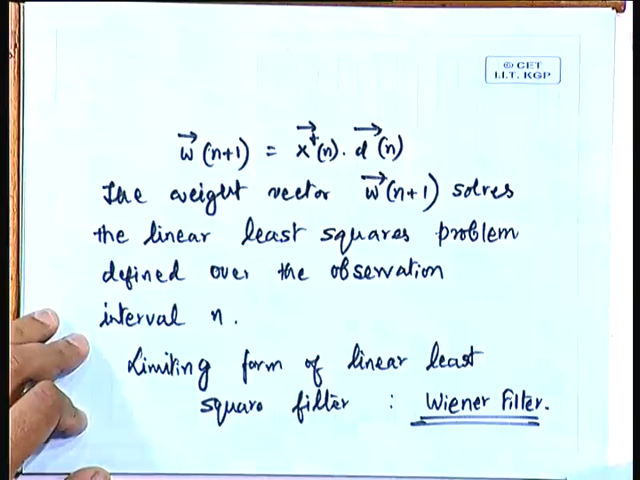 © CET
I.I.T. KGP
w⃗(n+1) = x⃗⁺(n). d⃗(n)
The weight vector w⃗(n+1) solves
the linear least squares problem
defined over the observation
interval n.
Limiting form of linear least
square filter : Wiener Filter.